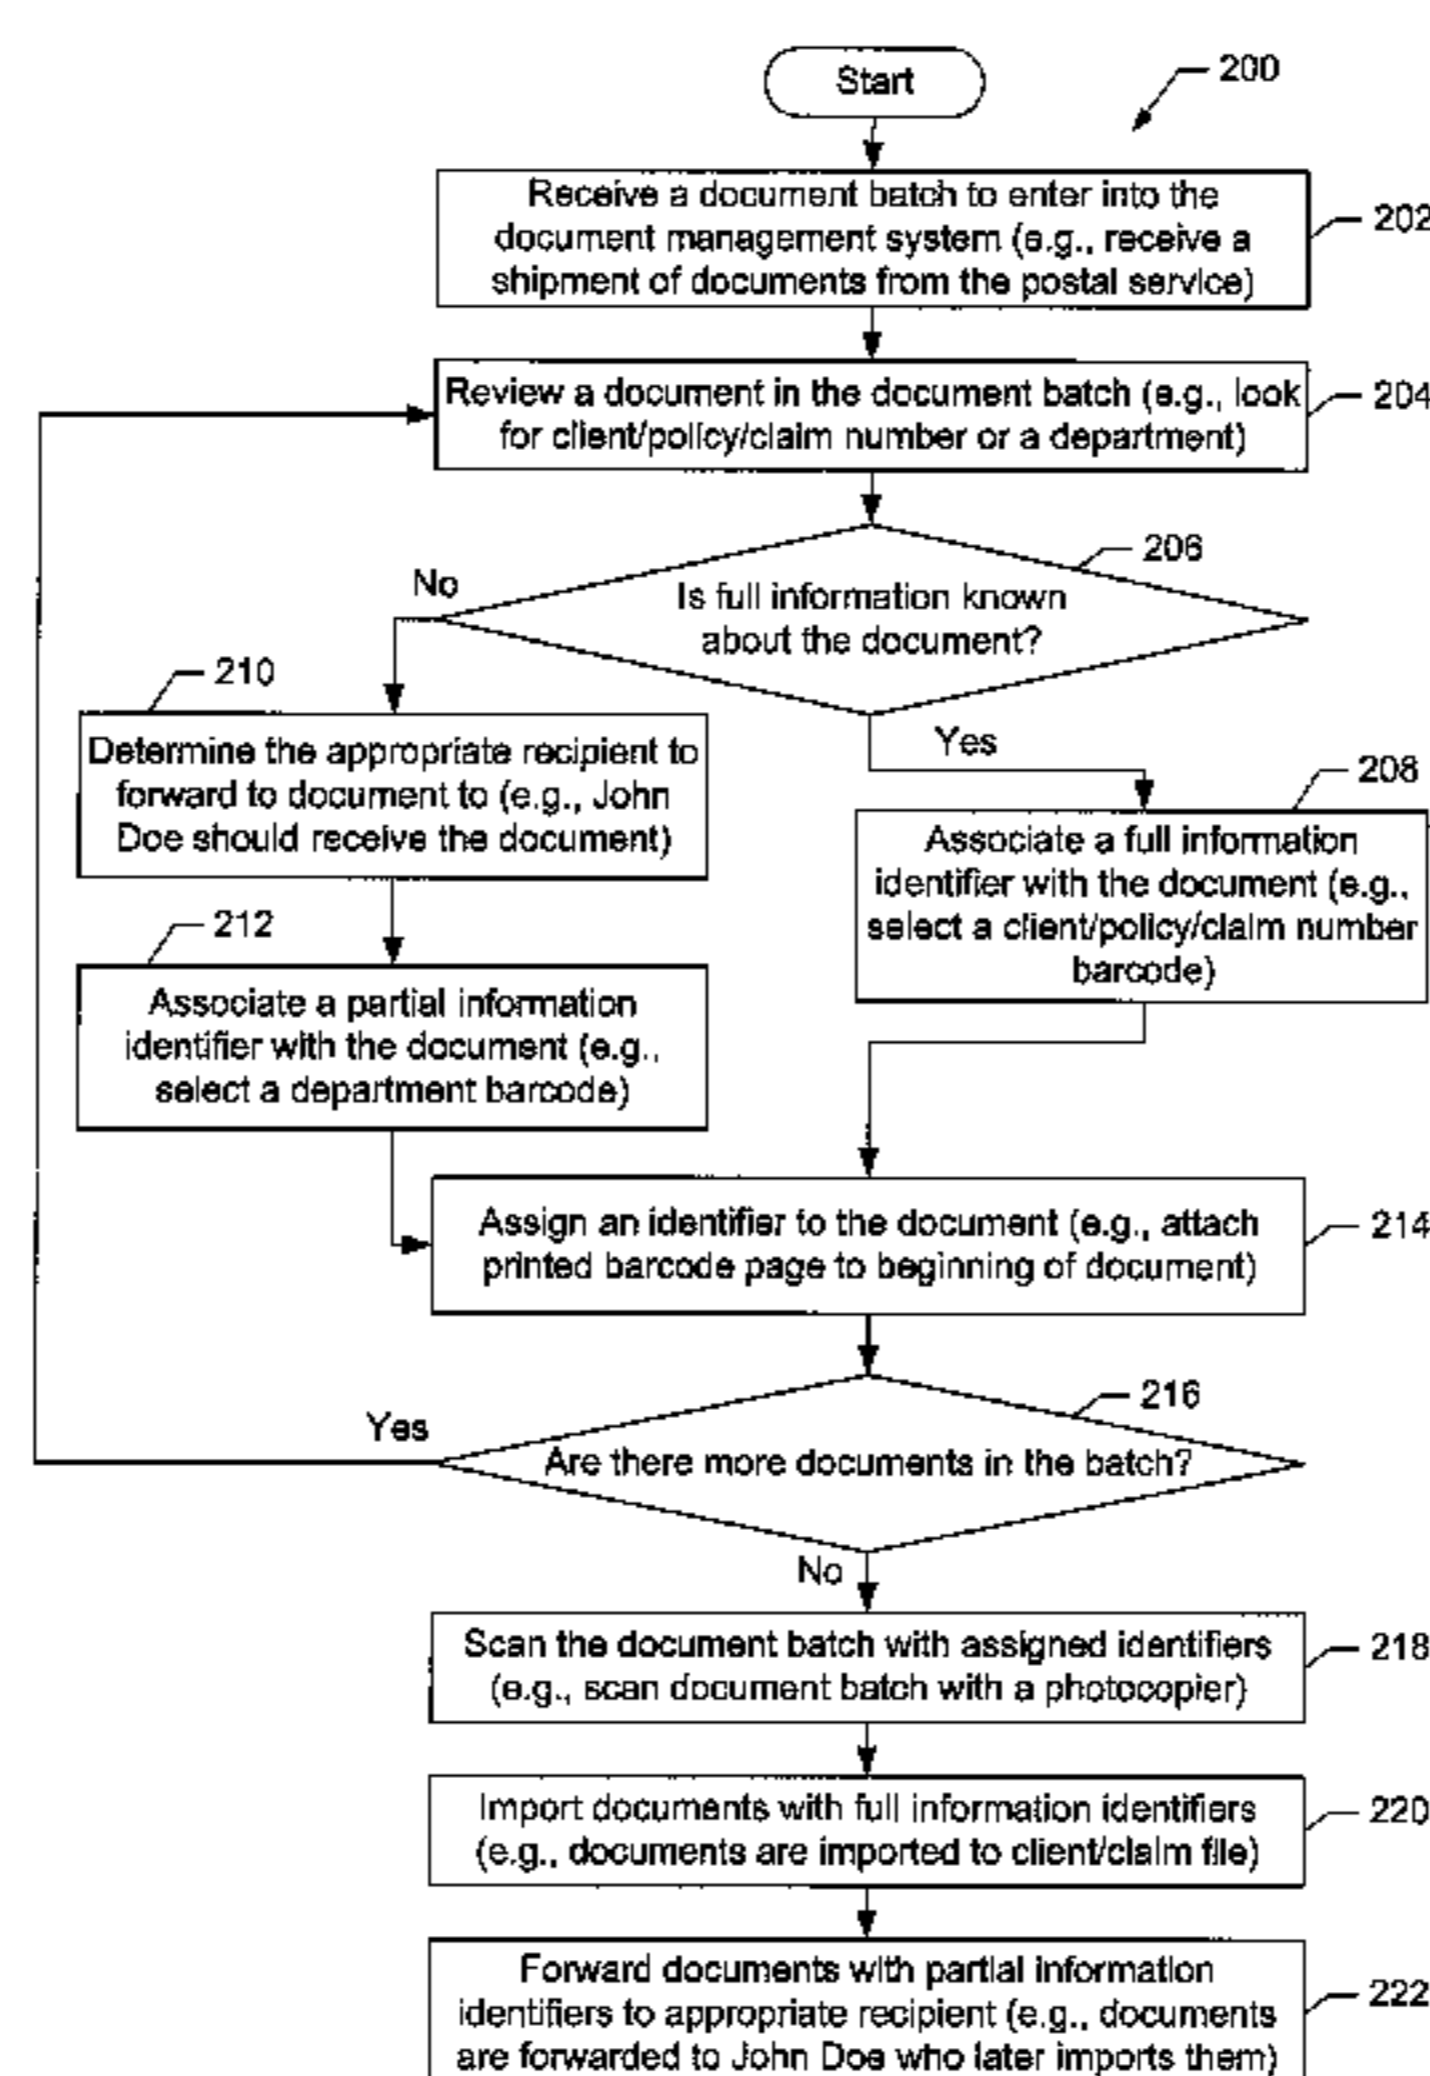 Start
200
Receive a document batch to enter into the
document management system (e.g., receive a
shipment of documents from the postal service)
202
Review a document in the document batch (e.g., look
for client/policy/claim number or a department)
204
206
Is full information known
about the document?
No
Yes
210
Determine the appropriate recipient to
forward to document to (e.g., John
Doe should receive the document)
208
Associate a full information
identifier with the document (e.g.,
select a client/policy/claim number
barcode)
212
Associate a partial information
identifier with the document (e.g.,
select a department barcode)
Assign an identifier to the document (e.g., attach
printed barcode page to beginning of document)
214
216
Are there more documents in the batch?
Yes
No
Scan the document batch with assigned identifiers
(e.g., scan document batch with a photocopier)
218
Import documents with full information identifiers
(e.g., documents are imported to client/claim file)
220
Forward documents with partial information
identifiers to appropriate recipient (e.g., documents
are forwarded to John Doe who later imports them)
222